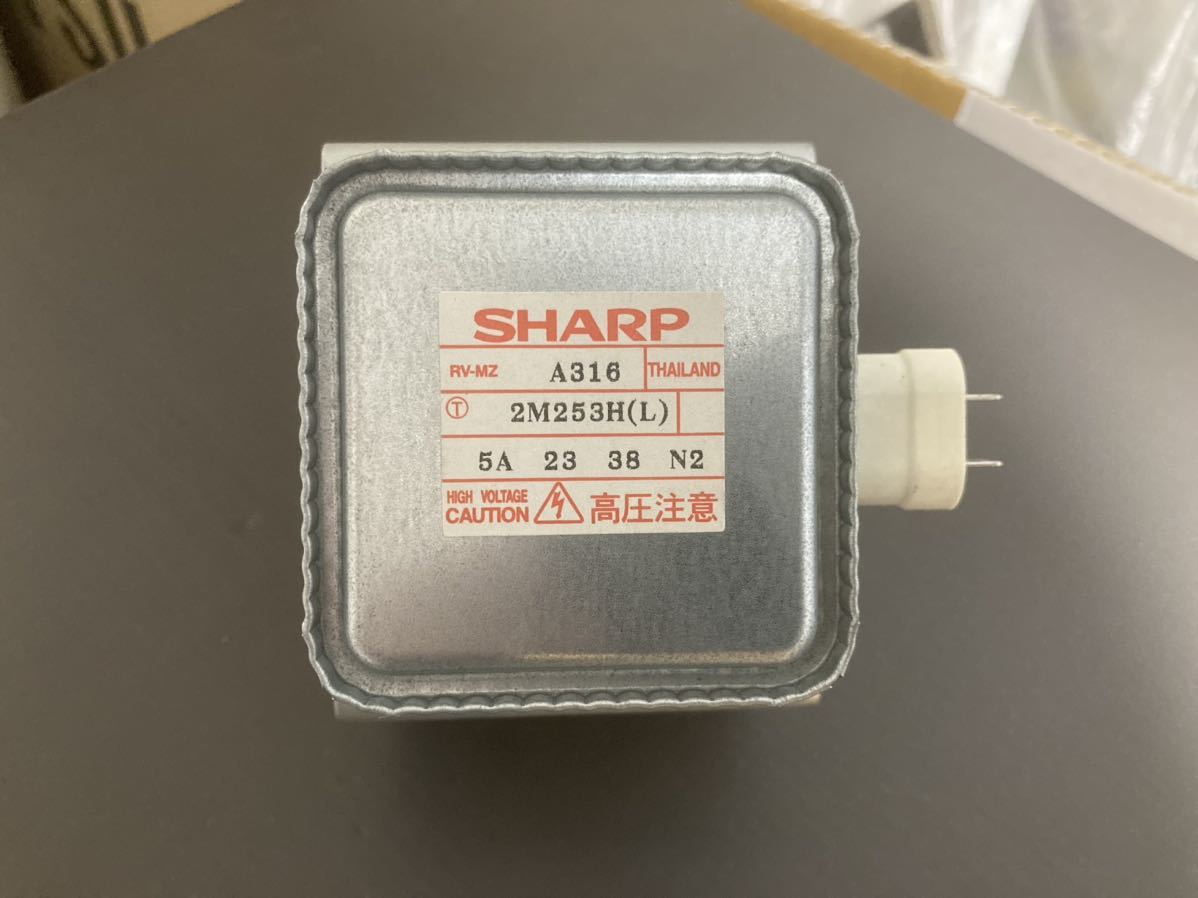 SHARP
RV-MZ A316 THAILAND
Ⓣ 2M253H(L)
5A 23 38 N2
HIGH VOLTAGE
CAUTION 高圧注意